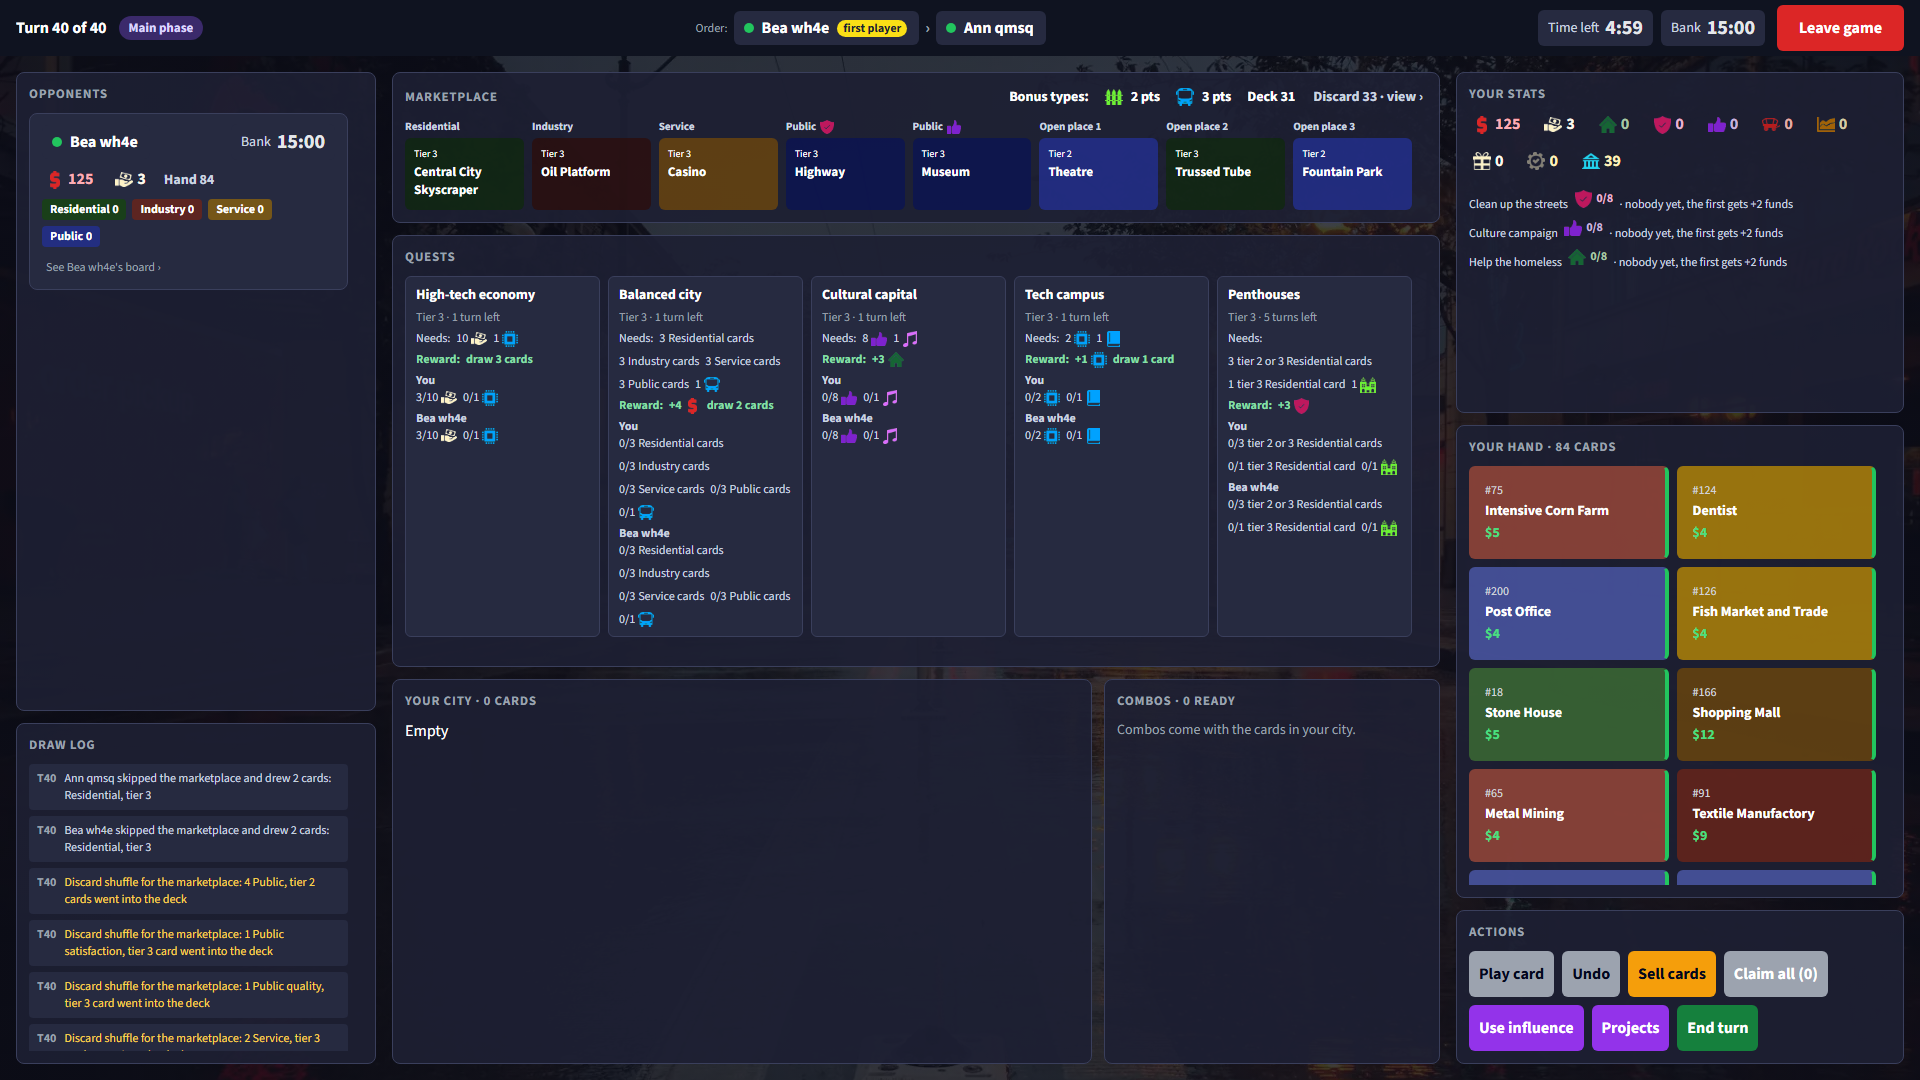 Turn 40 of 40
Main phase
Order:
Bea wh4e
first player
›
Ann qmsq
Time left 4:59
Bank 15:00
Leave game
OPPONENTS
Bea wh4e
Bank 15:00
125
3
Hand 84
Residential 0
Industry 0
Service 0
Public 0
See Bea wh4e's board ›
DRAW LOG
T40 Ann qmsq skipped the marketplace and drew 2 cards:
Residential, tier 3
T40 Bea wh4e skipped the marketplace and drew 2 cards:
Residential, tier 3
T40 Discard shuffle for the marketplace: 4 Public, tier 2
cards went into the deck
T40 Discard shuffle for the marketplace: 1 Public
satisfaction, tier 3 card went into the deck
T40 Discard shuffle for the marketplace: 1 Public quality,
tier 3 card went into the deck
T40 Discard shuffle for the marketplace: 2 Service, tier 3
MARKETPLACE
Bonus types:
2 pts
3 pts
Deck 31
Discard 33 · view ›
Residential
Tier 3
Central City
Skyscraper
Industry
Tier 3
Oil Platform
Service
Tier 3
Casino
Public
Tier 3
Highway
Public
Tier 3
Museum
Open place 1
Tier 2
Theatre
Open place 2
Tier 3
Trussed Tube
Open place 3
Tier 2
Fountain Park
QUESTS
High-tech economy
Tier 3 · 1 turn left
Needs: 10 1
Reward: draw 3 cards
You
3/10 0/1
Bea wh4e
3/10 0/1
Balanced city
Tier 3 · 1 turn left
Needs: 3 Residential cards
3 Industry cards 3 Service cards
3 Public cards 1
Reward: +4 draw 2 cards
You
0/3 Residential cards
0/3 Industry cards
0/3 Service cards 0/3 Public cards
0/1
Bea wh4e
0/3 Residential cards
0/3 Industry cards
0/3 Service cards 0/3 Public cards
0/1
Cultural capital
Tier 3 · 1 turn left
Needs: 8 1
Reward: +3
You
0/8 0/1
Bea wh4e
0/8 0/1
Tech campus
Tier 3 · 1 turn left
Needs: 2 1
Reward: +1 draw 1 card
You
0/2 0/1
Bea wh4e
0/2 0/1
Penthouses
Tier 3 · 5 turns left
Needs:
3 tier 2 or 3 Residential cards
1 tier 3 Residential card 1
Reward: +3
You
0/3 tier 2 or 3 Residential cards
0/1 tier 3 Residential card 0/1
Bea wh4e
0/3 tier 2 or 3 Residential cards
0/1 tier 3 Residential card 0/1
YOUR CITY · 0 CARDS
Empty
COMBOS · 0 READY
Combos come with the cards in your city.
YOUR STATS
125
3
0
0
0
0
0
0
0
39
Clean up the streets 0/8 · nobody yet, the first gets +2 funds
Culture campaign 0/8 · nobody yet, the first gets +2 funds
Help the homeless 0/8 · nobody yet, the first gets +2 funds
YOUR HAND · 84 CARDS
#75
Intensive Corn Farm
$5
#124
Dentist
$4
#200
Post Office
$4
#126
Fish Market and Trade
$4
#18
Stone House
$5
#166
Shopping Mall
$12
#65
Metal Mining
$4
#91
Textile Manufactory
$9
ACTIONS
Play card
Undo
Sell cards
Claim all (0)
Use influence
Projects
End turn